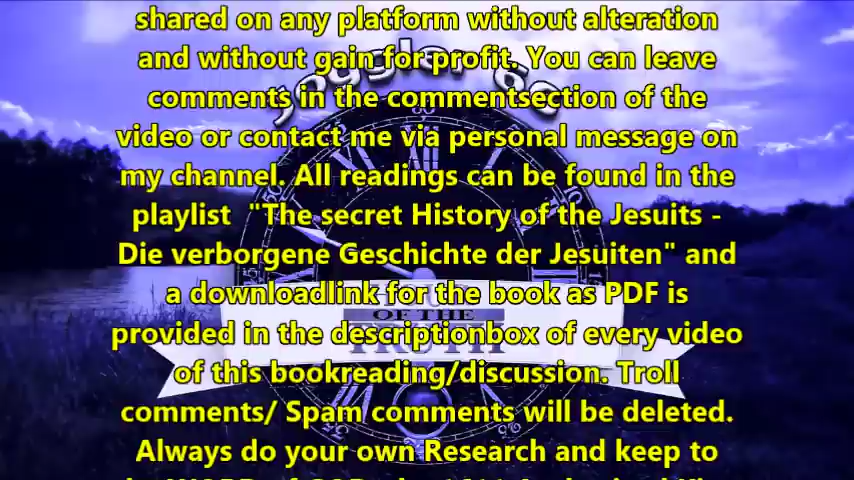 shared on any platform without alteration
and without gain for profit. You can leave
comments in the commentsection of the
video or contact me via personal message on
my channel. All readings can be found in the
playlist "The secret History of the Jesuits -
Die verborgene Geschichte der Jesuiten" and
a downloadlink for the book as PDF is
provided in the descriptionbox of every video
of this bookreading/discussion. Troll
comments/ Spam comments will be deleted.
Always do your own Research and keep to
OF THE
TRUTH